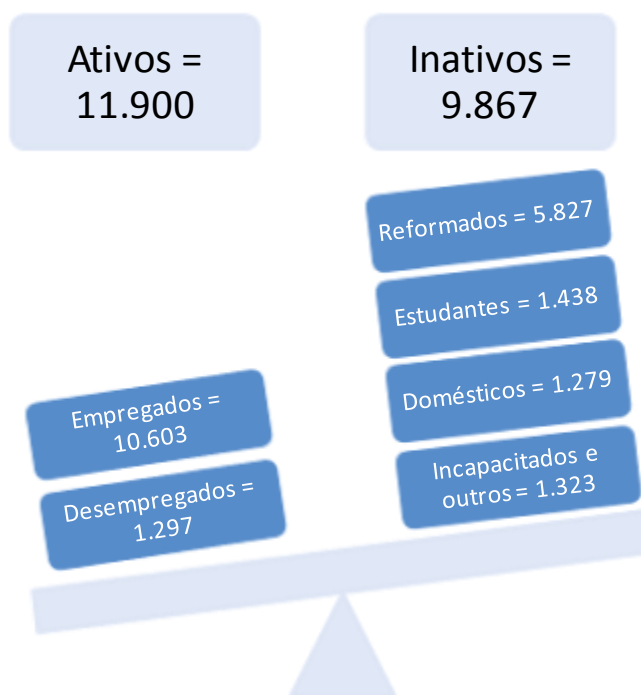 Ativos =
11.900
Inativos =
9.867
Reformados = 5.827
Estudantes = 1.438
Domésticos = 1.279
Incapacitados e
outros = 1.323
Empregados =
10.603
Desempregados =
1.297